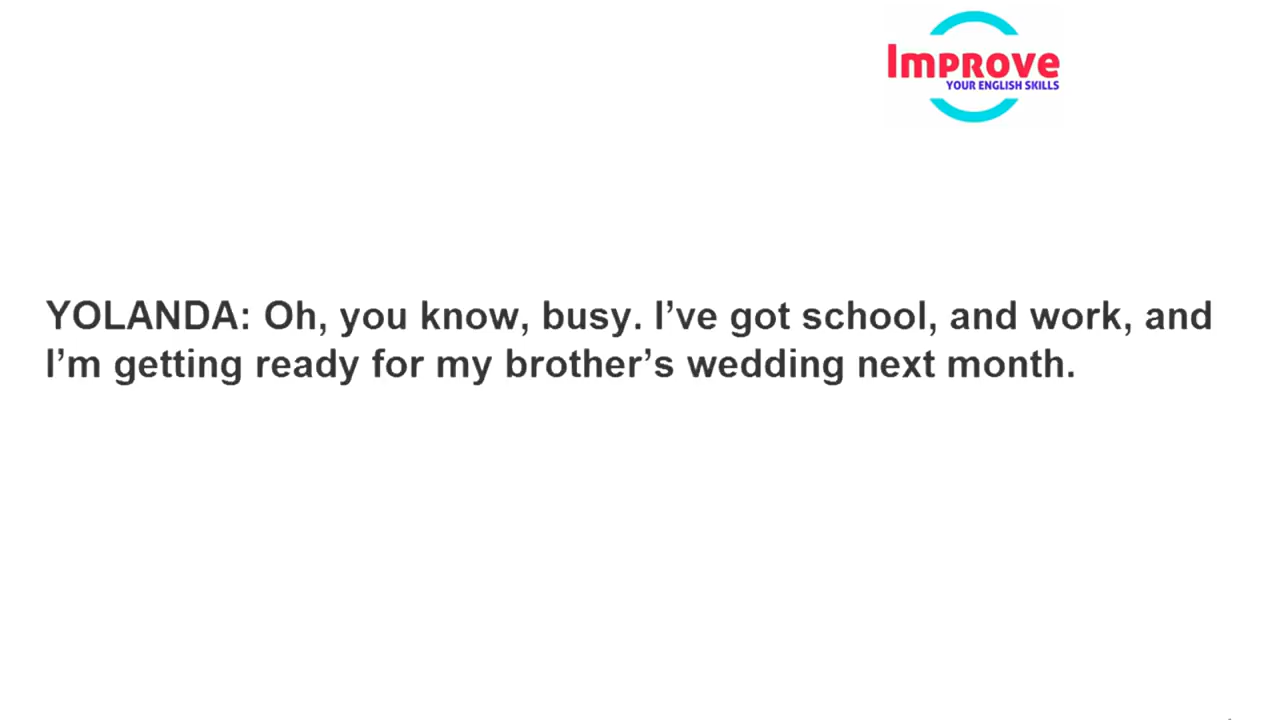 Improve
YOUR ENGLISH SKILLS
YOLANDA: Oh, you know, busy. I’ve got school, and work, and
I’m getting ready for my brother’s wedding next month.